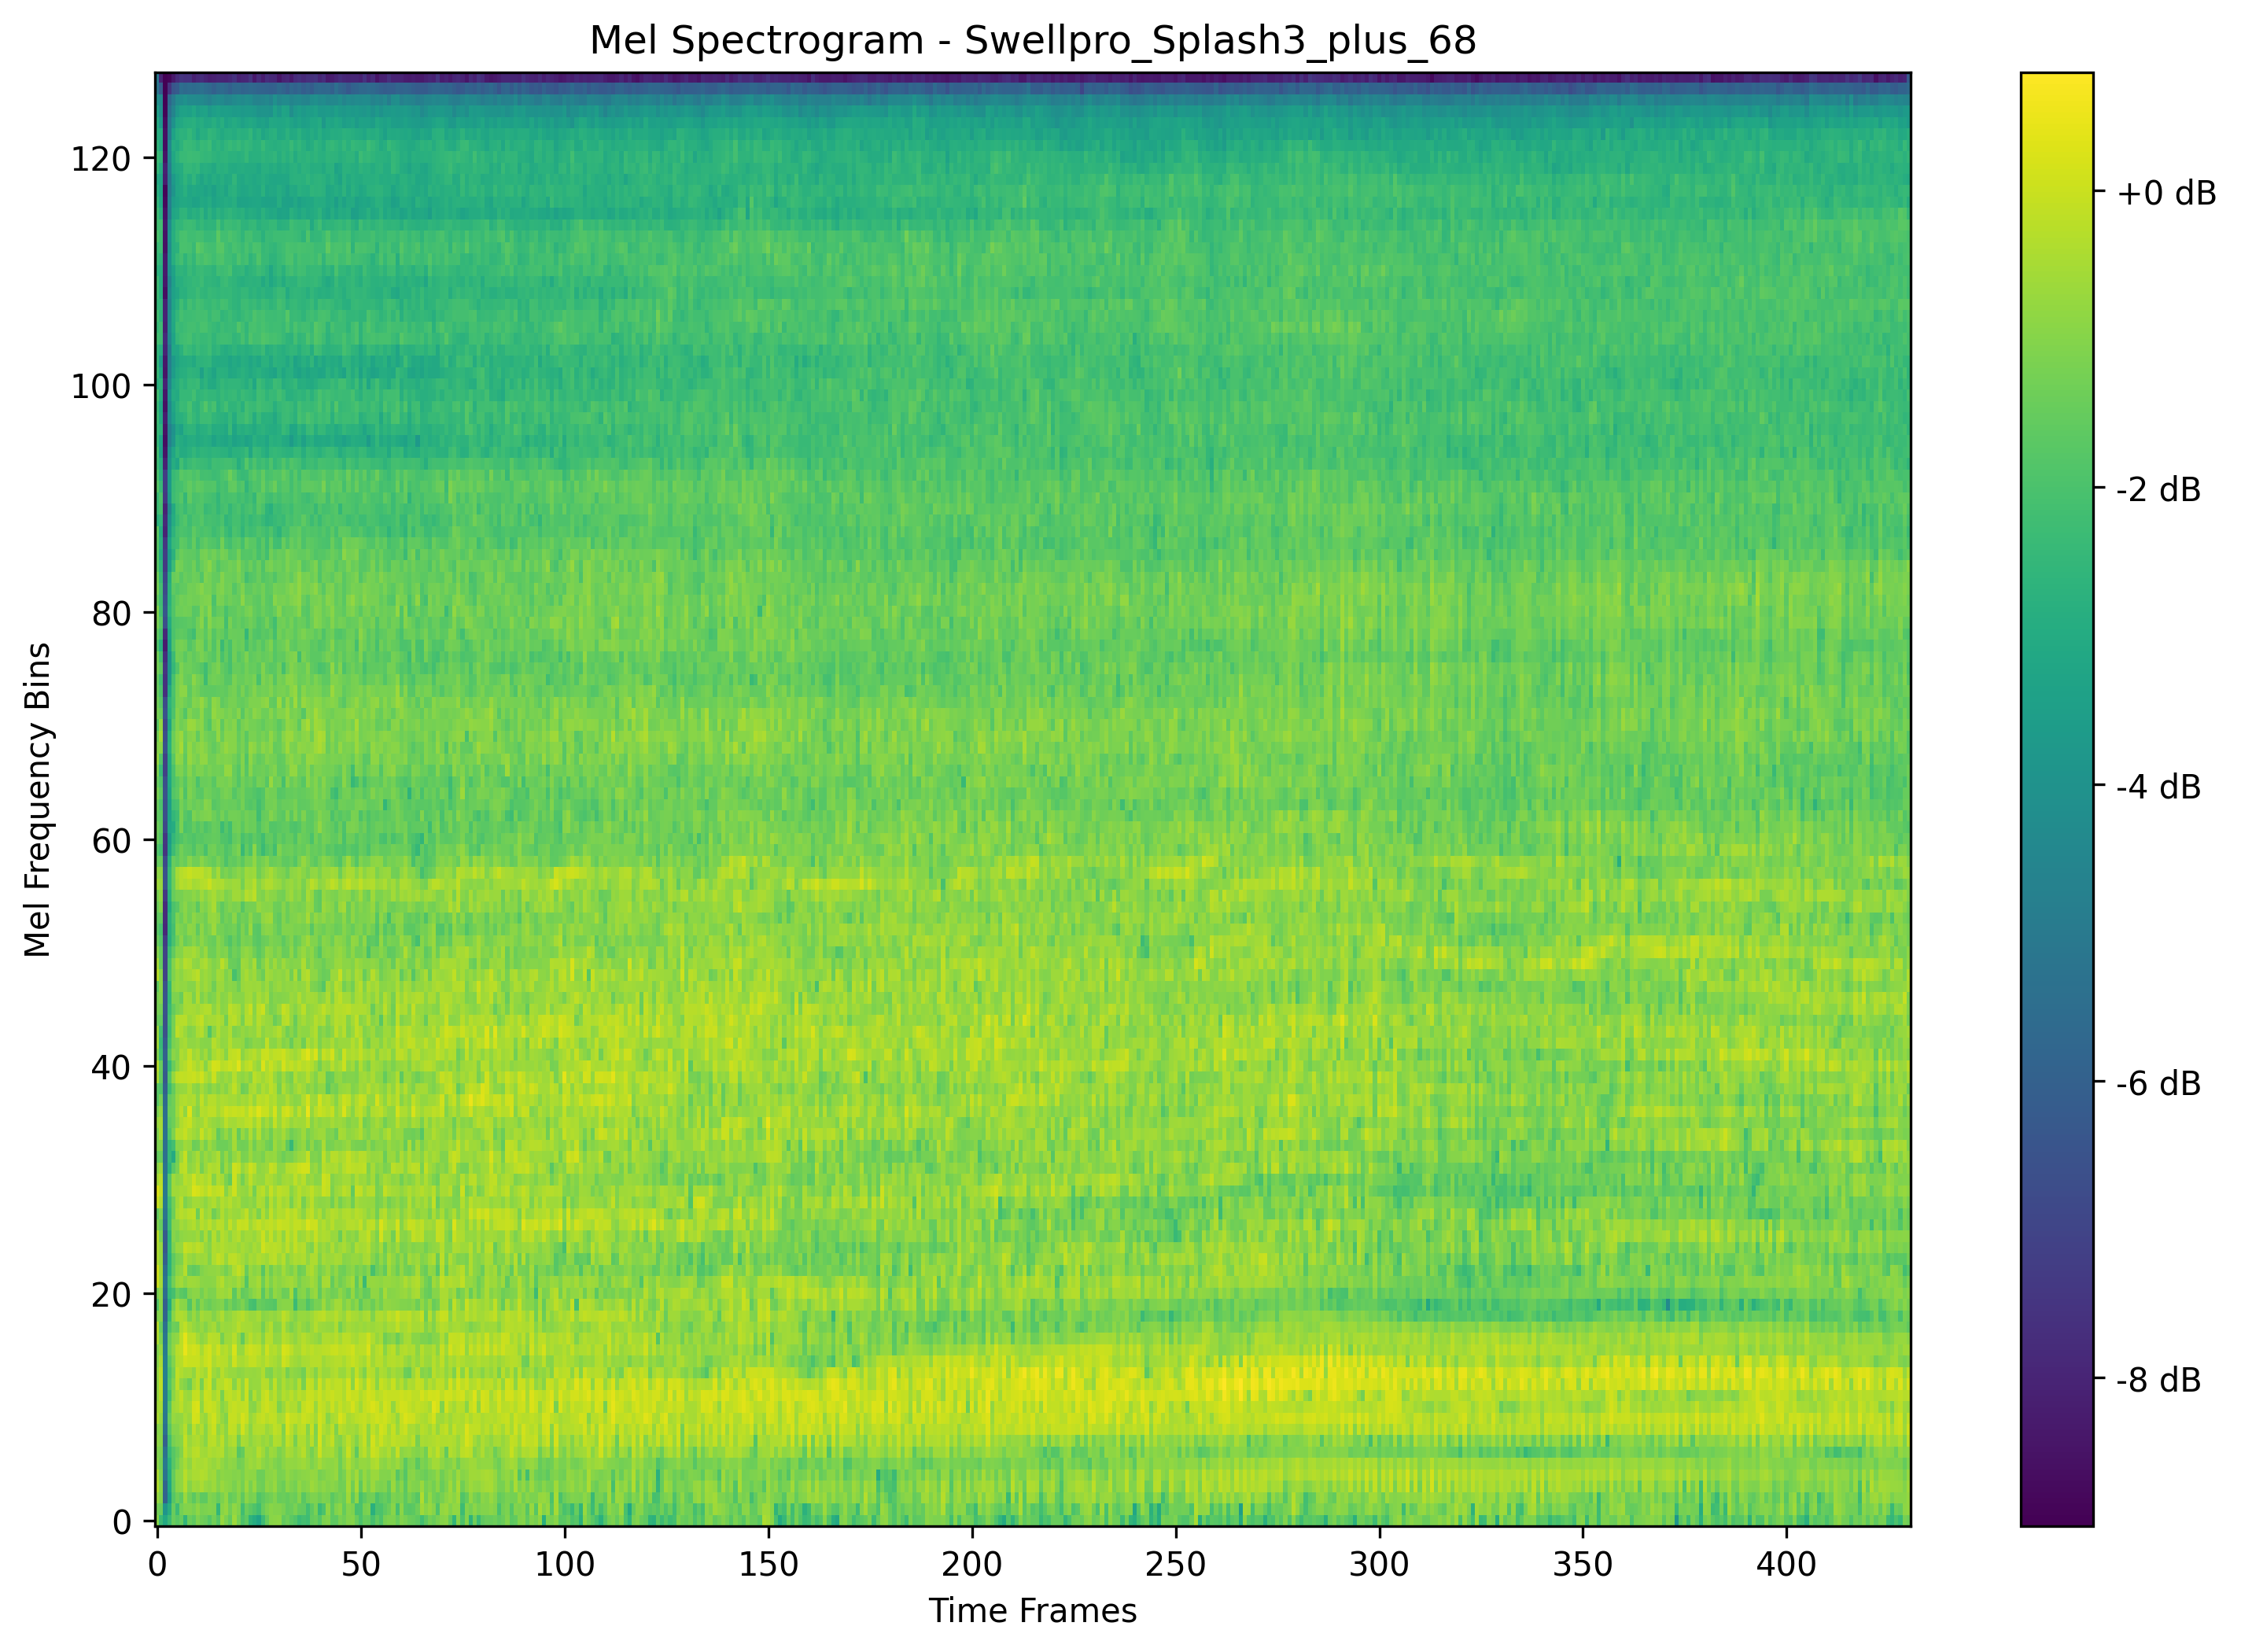 Mel Spectrogram - Swellpro_Splash3_plus_68
Mel Frequency Bins
120
100
80
60
40
20
0
0 50 100 150 200 250 300 350 400
Time Frames
+0 dB
-2 dB
-4 dB
-6 dB
-8 dB